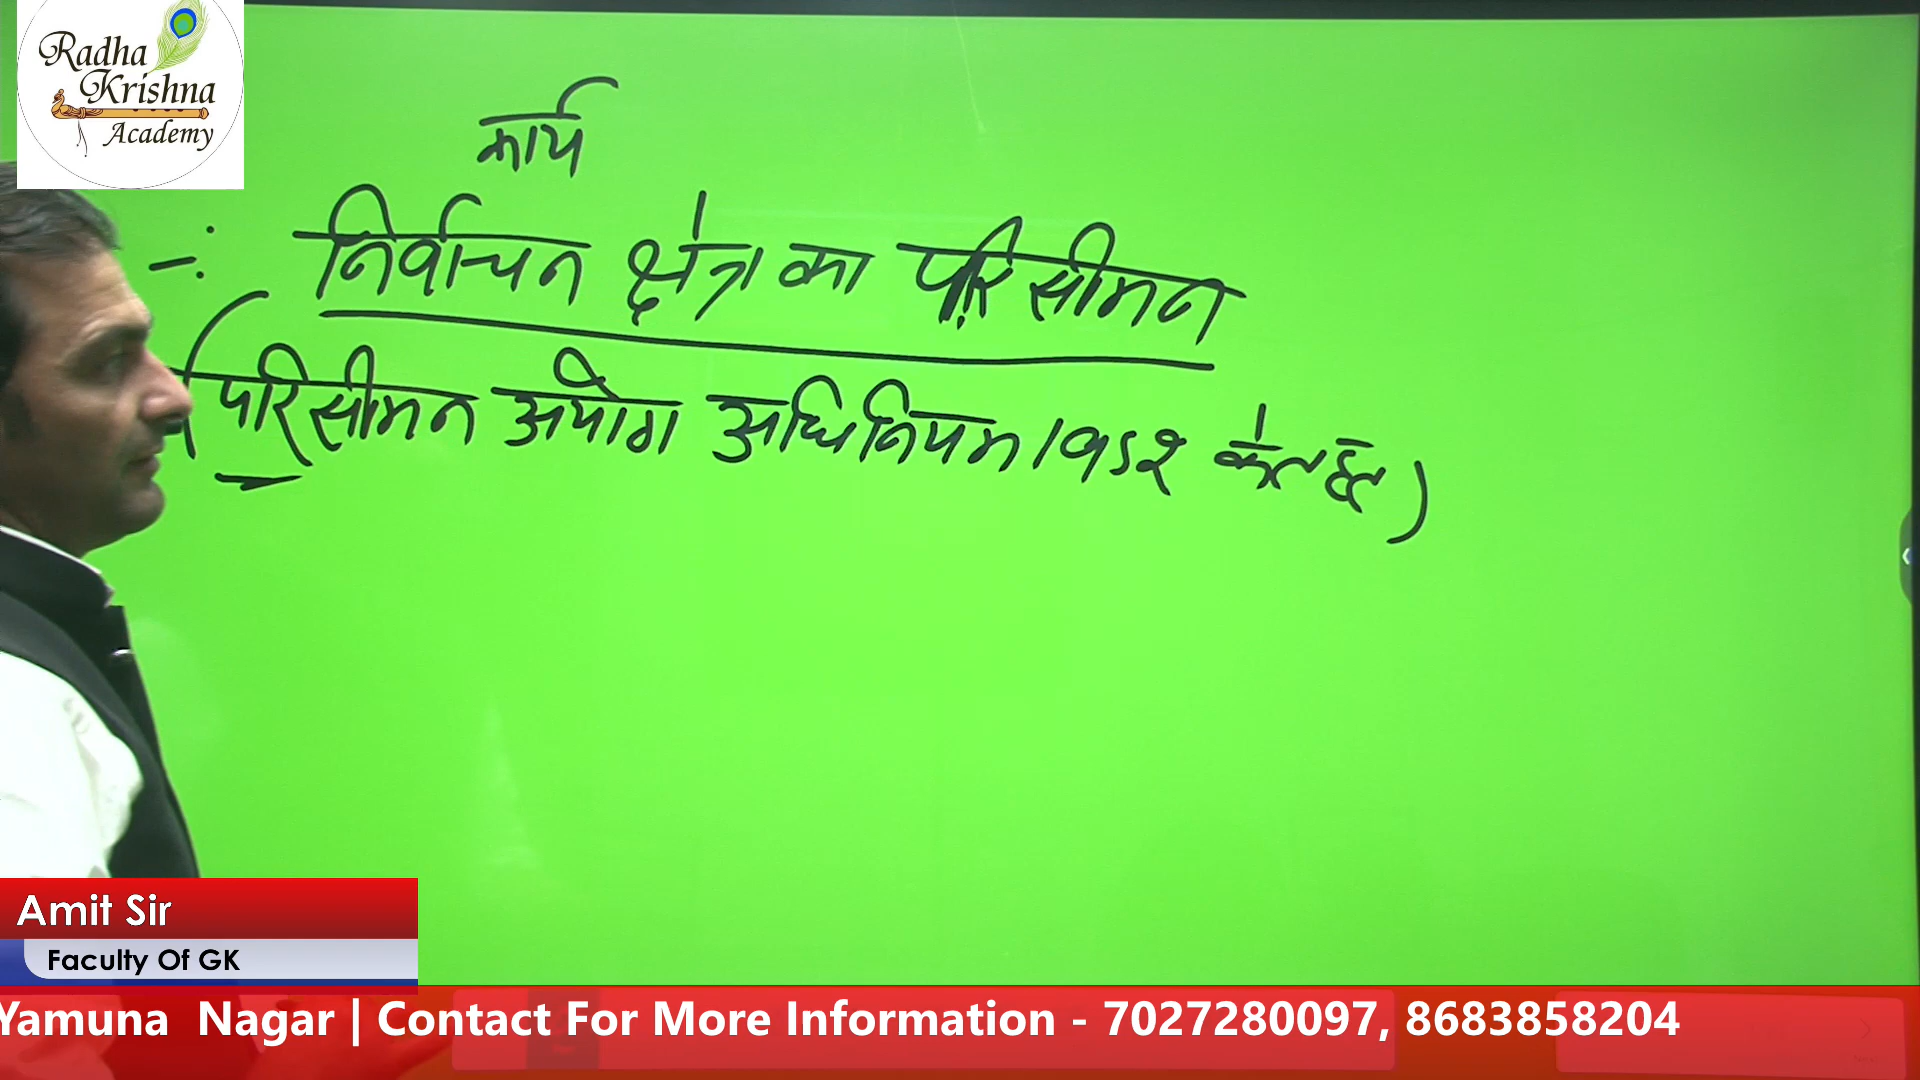 Radha
Krishna
Academy
कार्य
-: निर्वाचन क्षेत्र का परिसीमन
(परिसीमन आयोग अधिनियम 1952 के तहत)
Amit Sir
Faculty Of GK
Yamuna Nagar | Contact For More Information - 7027280097, 8683858204